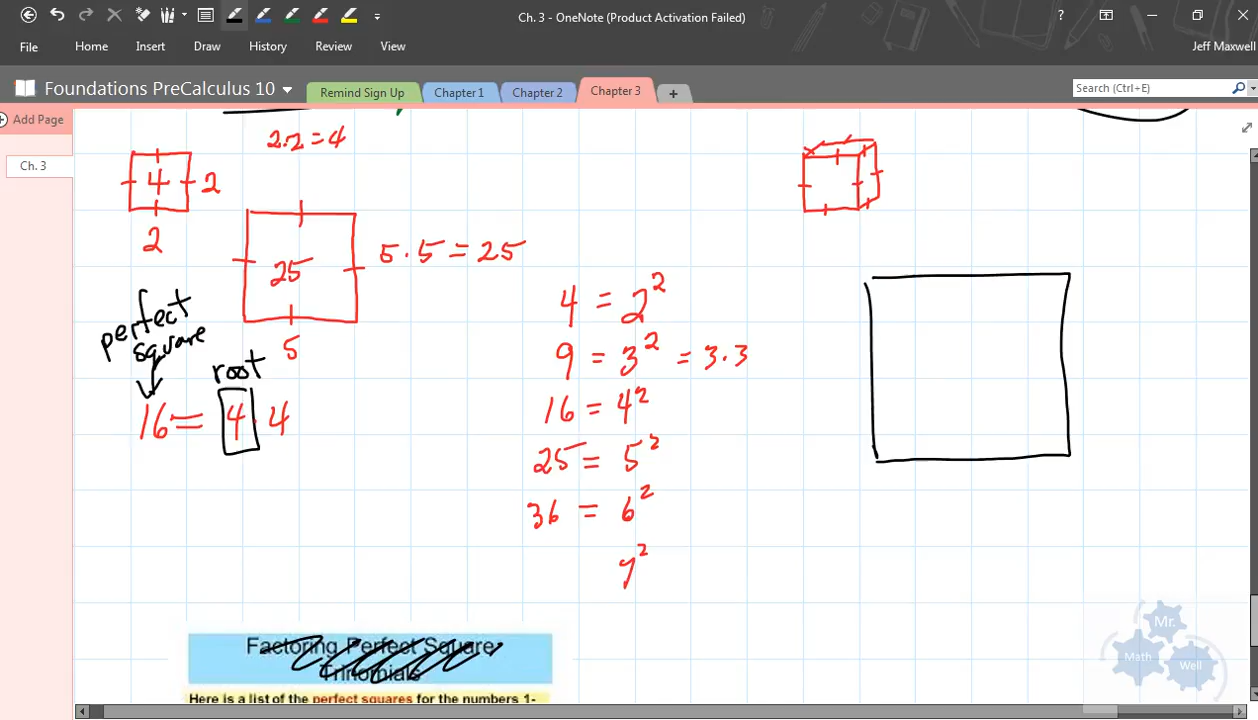 Ch. 3 - OneNote (Product Activation Failed)
?
File
Home
Insert
Draw
History
Review
View
Jeff Maxwell
Foundations PreCalculus 10
Remind Sign Up
Chapter 1
Chapter 2
Chapter 3
+
Search (Ctrl+E)
Add Page
Ch. 3
2·2=4
4
2
2
25
5·5=25
5
perfect
square
root
16=4·4
4=2²
9=3²=3·3
16=4²
25=5²
36=6²
7²
Factoring Perfect Square
Trinomials
Here is a list of the perfect squares for the numbers 1-
Mr.
Math
Well